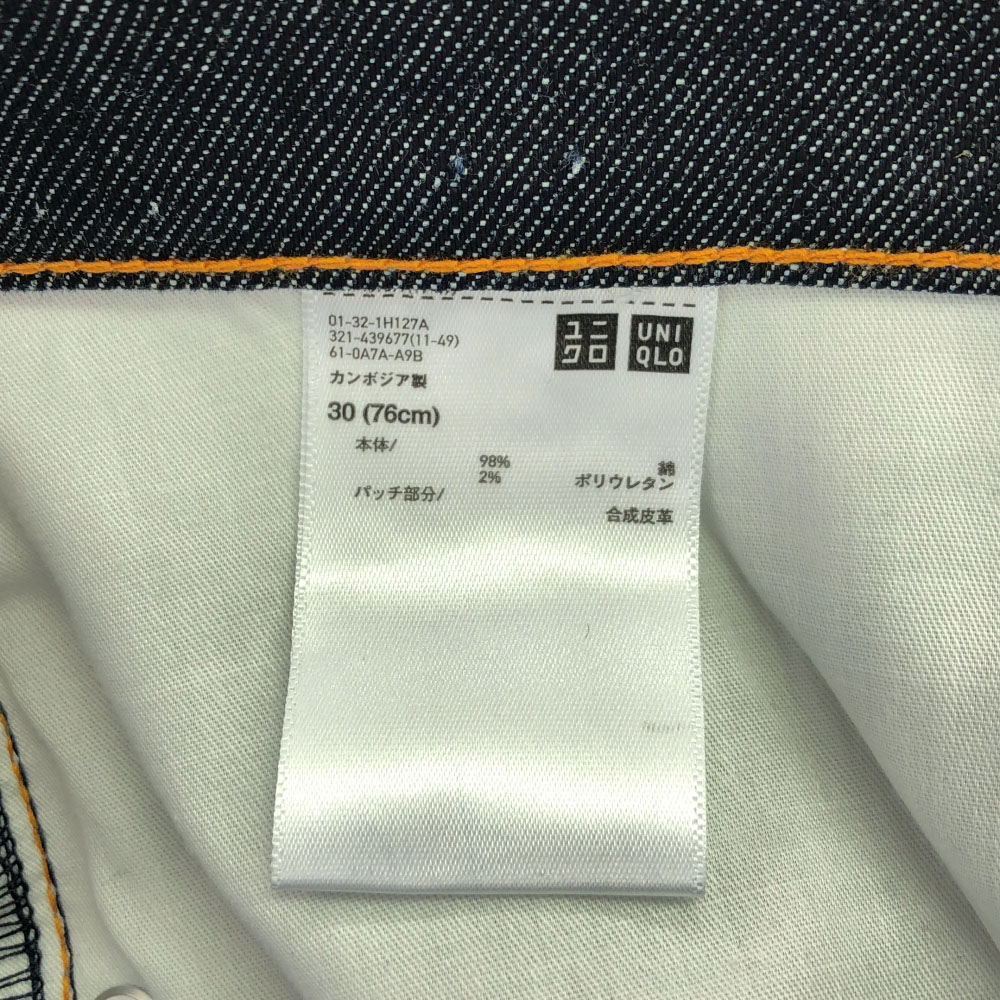 01-32-1H127A
321-439677(11-49)
61-0A7A-A9B
ユニ
クロ
UNI
QLO
カンボジア製
30 (76cm)
本体/
98% 綿
2% ポリウレタン
パッチ部分/
合成皮革